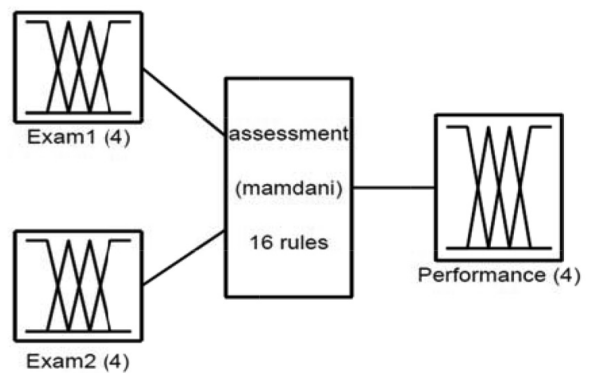 Exam1 (4)
assessment
(mamdani)
16 rules
Performance (4)
Exam2 (4)